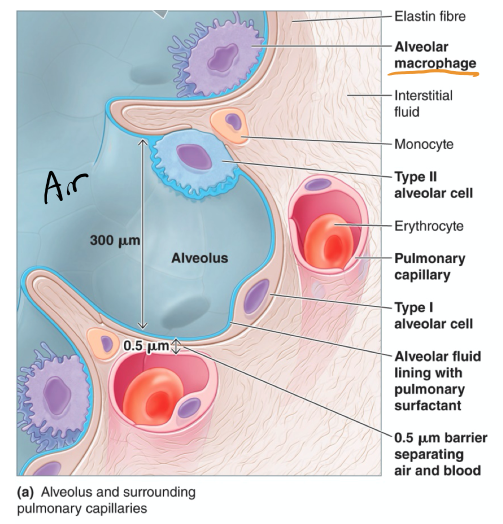 Elastin fibre
Alveolar
macrophage
Interstitial
fluid
Monocyte
Air
Type II
alveolar cell
Erythrocyte
300 µm
Alveolus
Pulmonary
capillary
Type I
alveolar cell
0.5 µm
Alveolar fluid
lining with
pulmonary
surfactant
0.5 µm barrier
separating
air and blood
(a) Alveolus and surrounding
pulmonary capillaries